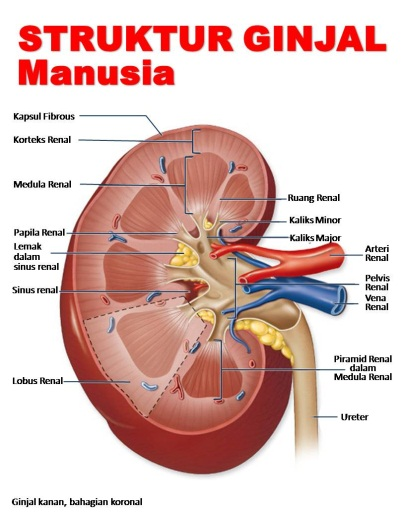 STRUKTUR GINJAL
Manusia
Kapsul Fibrous
Korteks Renal
Medula Renal
Ruang Renal
Kaliks Minor
Papila Renal
Kaliks Major
Lemak
dalam
sinus renal
Arteri
Renal
Sinus renal
Pelvis
Renal
Vena
Renal
Piramid Renal
dalam
Medula Renal
Lobus Renal
Ureter
Ginjal kanan, bahagian koronal